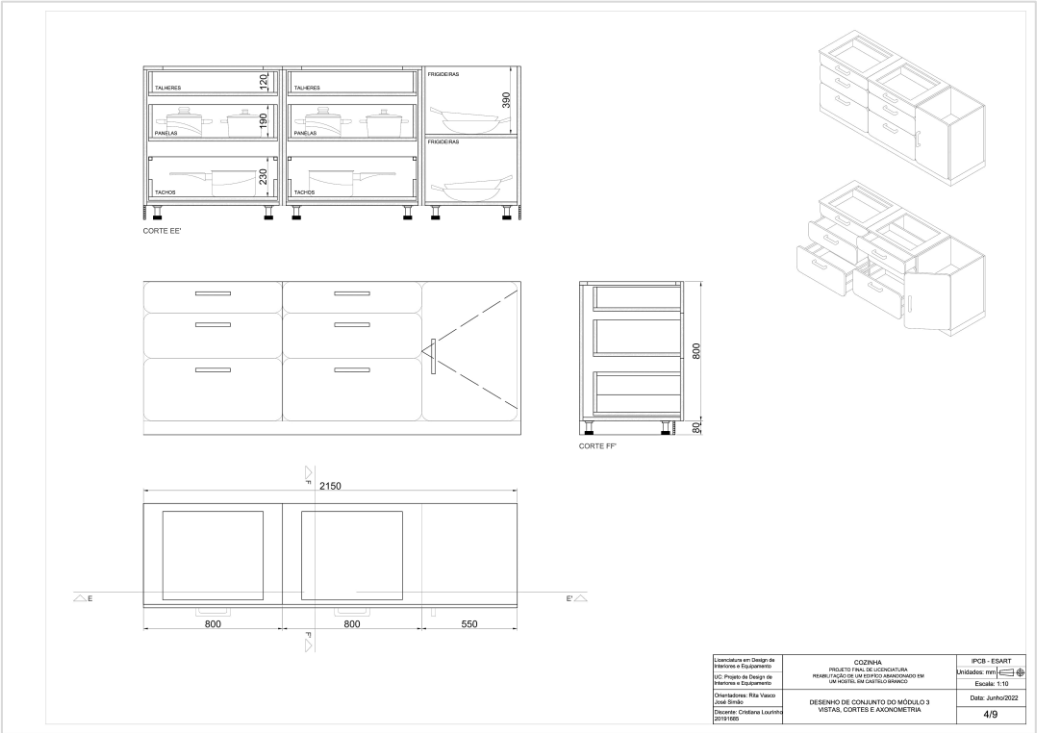 FRIGIDEIRAS
TALHERES
120
TALHERES
390
PANELAS
190
PANELAS
FRIGIDEIRAS
230
TACHOS
TACHOS
CORTE EE'
800
80
CORTE FF'
F
2150
E
E'
800
800
550
F'
Licenciatura em Design de
Interiores e Equipamento
UC: Projeto de Design de
Interiores e Equipamento
Orientadores: Rita Vasco
José Simão
Discente: Cristiana Lourinho
20191885
COZINHA
PROJETO FINAL DE LICENCIATURA
REABILITAÇÃO DE UM EDIFÍCO ABANDONADO EM
UM HOSTEL EM CASTELO BRANCO
DESENHO DE CONJUNTO DO MÓDULO 3
VISTAS, CORTES E AXONOMETRIA
IPCB - ESART
Unidades: mm
Escala: 1:10
Data: Junho/2022
4/9